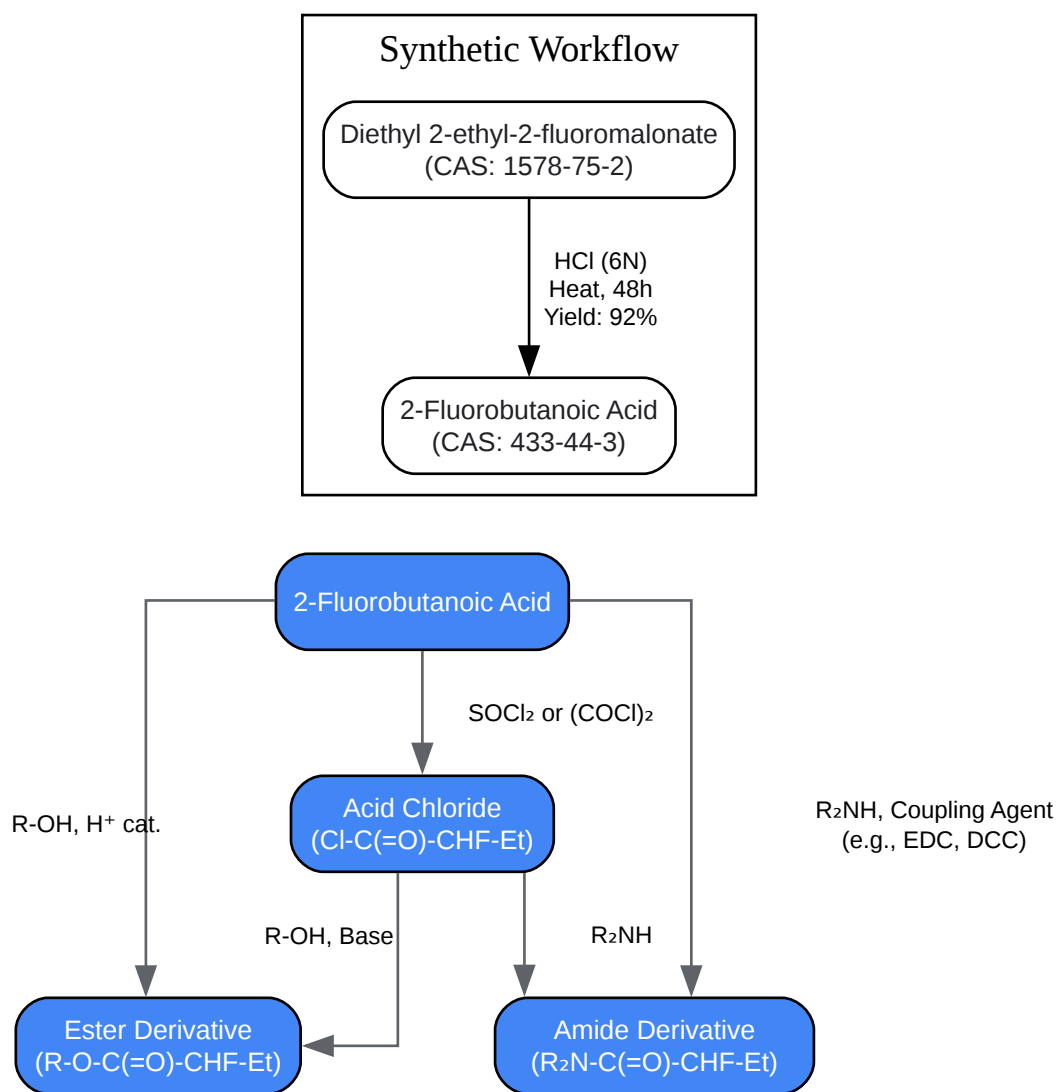 Synthetic Workflow
Diethyl 2-ethyl-2-fluoromalonate
(CAS: 1578-75-2)
HCl (6N)
Heat, 48h
Yield: 92%
2-Fluorobutanoic Acid
(CAS: 433-44-3)
2-Fluorobutanoic Acid
SOCl₂ or (COCl)₂
R-OH, H⁺ cat.
Acid Chloride
(Cl-C(=O)-CHF-Et)
R₂NH, Coupling Agent
(e.g., EDC, DCC)
R-OH, Base
R₂NH
Ester Derivative
(R-O-C(=O)-CHF-Et)
Amide Derivative
(R₂N-C(=O)-CHF-Et)